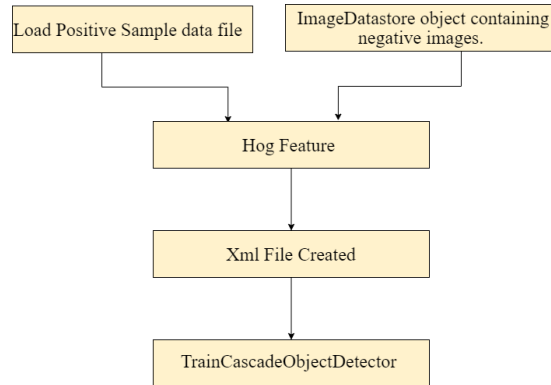 Load Positive Sample data file
ImageDatastore object containing
negative images.
Hog Feature
Xml File Created
TrainCascadeObjectDetector